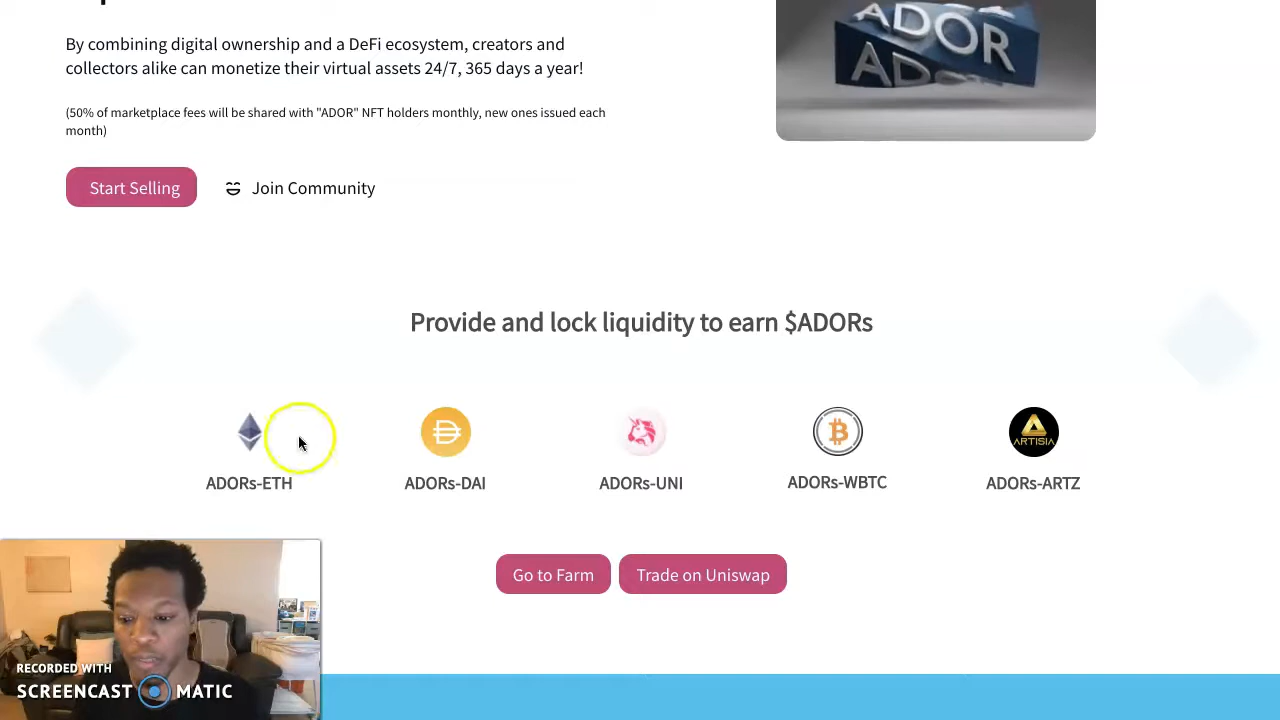 ADOR
By combining digital ownership and a DeFi ecosystem, creators and
collectors alike can monetize their virtual assets 24/7, 365 days a year!
(50% of marketplace fees will be shared with "ADOR" NFT holders monthly, new ones issued each
month)
Start Selling
Join Community
Provide and lock liquidity to earn $ADORs
ARTISIA
ADORs-ETH
ADORs-DAI
ADORs-UNI
ADORs-WBTC
ADORs-ARTZ
Go to Farm
Trade on Uniswap
RECORDED WITH
SCREENCAST MATIC